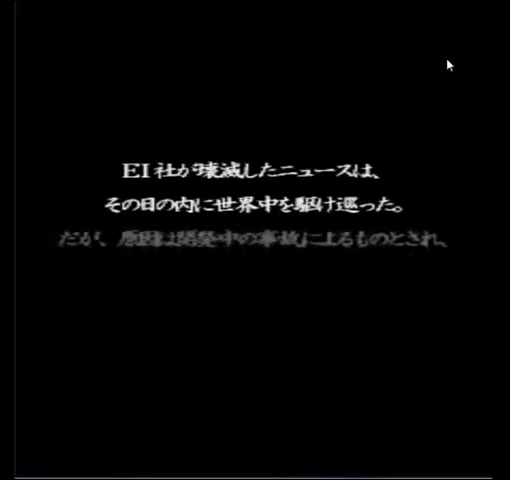 EI社が壊滅したニュースは、
その日の内に世界中を駆け巡った。
だが、原因は開発中の事故によるものとされ、